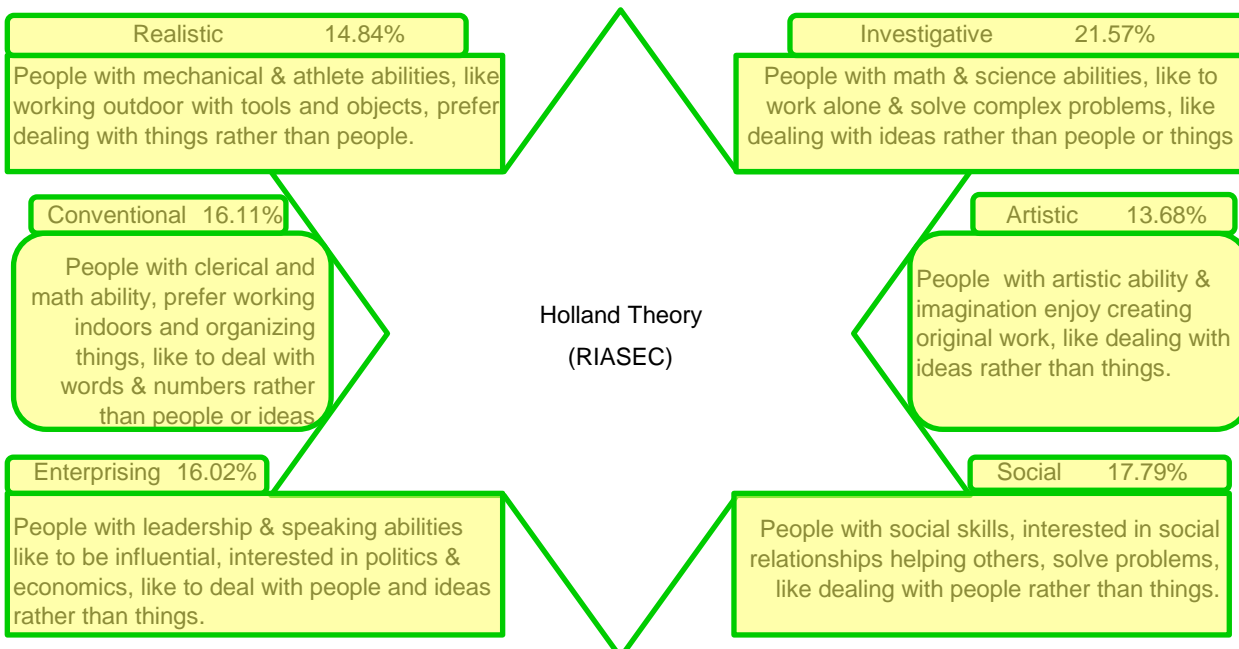 Realistic 14.84%
People with mechanical & athlete abilities, like
working outdoor with tools and objects, prefer
dealing with things rather than people.
Investigative 21.57%
People with math & science abilities, like to
work alone & solve complex problems, like
dealing with ideas rather than people or things
Conventional 16.11%
People with clerical and
math ability, prefer working
indoors and organizing
things, like to deal with
words & numbers rather
than people or ideas
Holland Theory
(RIASEC)
Artistic 13.68%
People with artistic ability &
imagination enjoy creating
original work, like dealing with
ideas rather than things.
Enterprising 16.02%
People with leadership & speaking abilities
like to be influential, interested in politics &
economics, like to deal with people and ideas
rather than things.
Social 17.79%
People with social skills, interested in social
relationships helping others, solve problems,
like dealing with people rather than things.